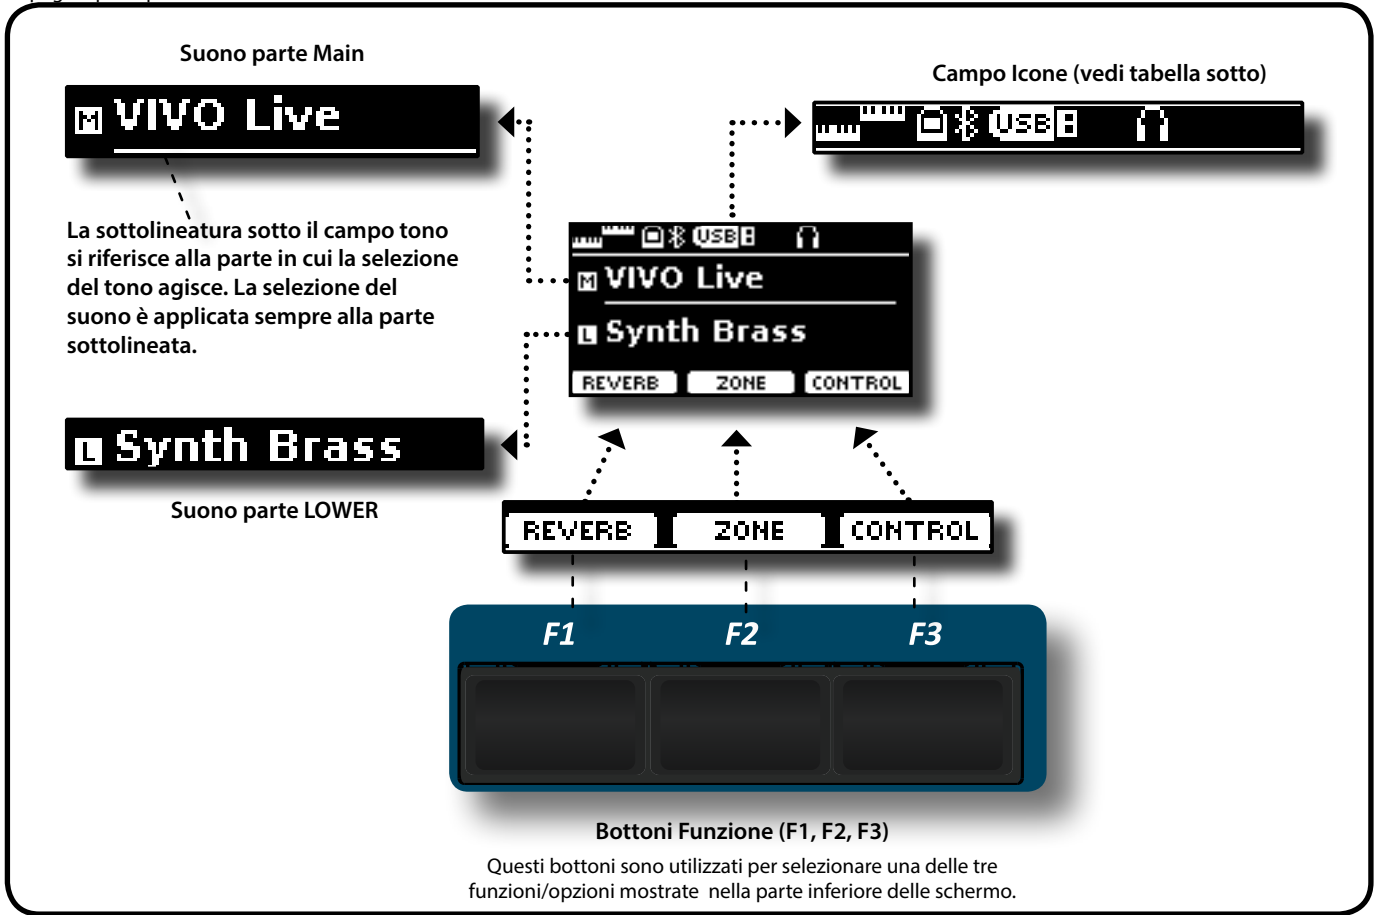 Suono parte Main
Campo Icone (vedi tabella sotto)
M VIVO Live
USB
La sottolineatura sotto il campo tono
si riferisce alla parte in cui la selezione
del tono agisce. La selezione del
suono è applicata sempre alla parte
sottolineata.
USB
M VIVO Live
L Synth Brass
REVERB ZONE CONTROL
L Synth Brass
Suono parte LOWER
REVERB ZONE CONTROL
F1 F2 F3
Bottoni Funzione (F1, F2, F3)
Questi bottoni sono utilizzati per selezionare una delle tre
funzioni/opzioni mostrate  nella parte inferiore delle schermo.